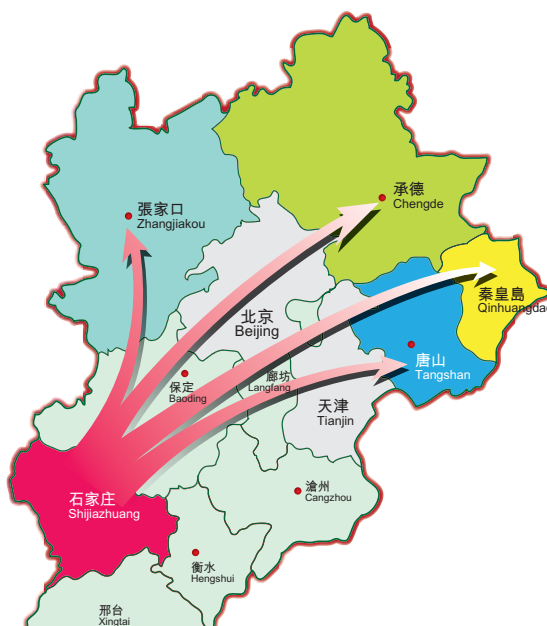 承德
Chengde
張家口
Zhangjiakou
秦皇島
Qinhuangdao
北京
Beijing
唐山
Tangshan
廊坊
Langfang
保定
Baoding
天津
Tianjin
滄州
Cangzhou
石家庄
Shijiazhuang
衡水
Hengshui
邢台
Xingtai